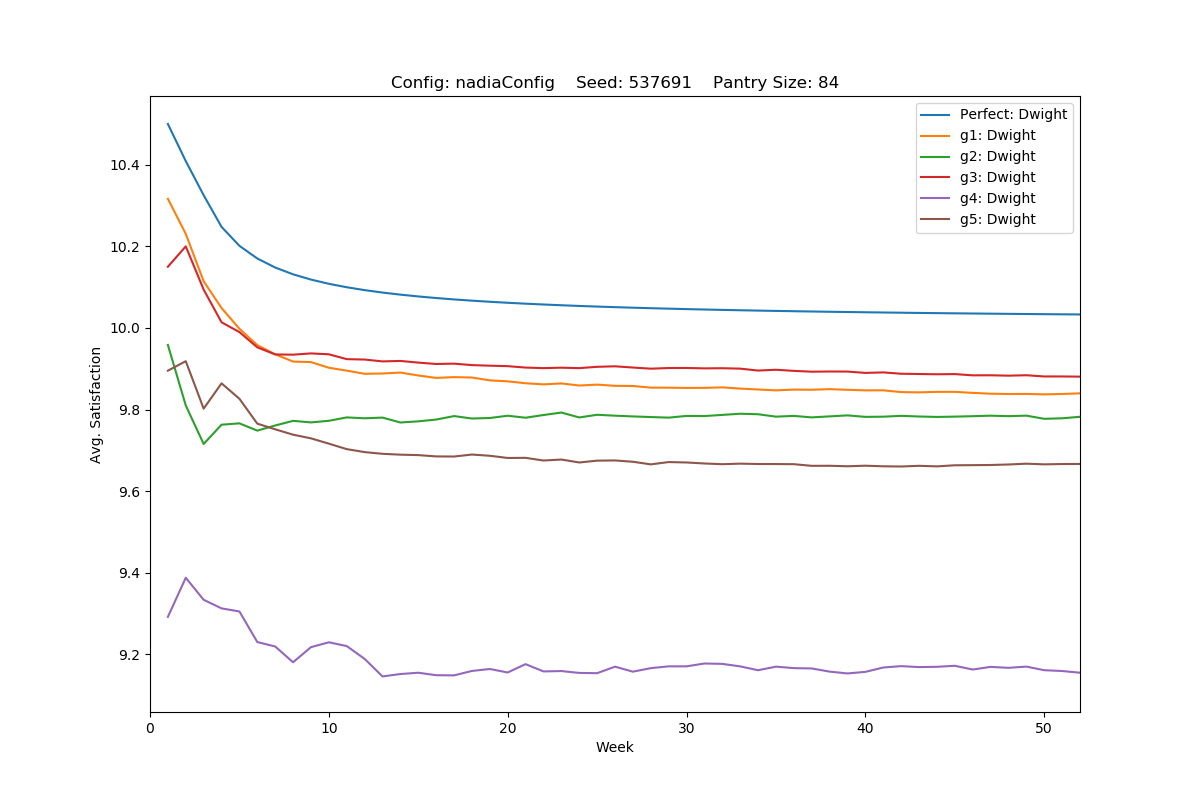 Config: nadiaConfig    Seed: 537691    Pantry Size: 84
Perfect: Dwight
g1: Dwight
g2: Dwight
g3: Dwight
g4: Dwight
g5: Dwight
Avg. Satisfaction
10.4
10.2
10.0
9.8
9.6
9.4
9.2
0 10 20 30 40 50
Week